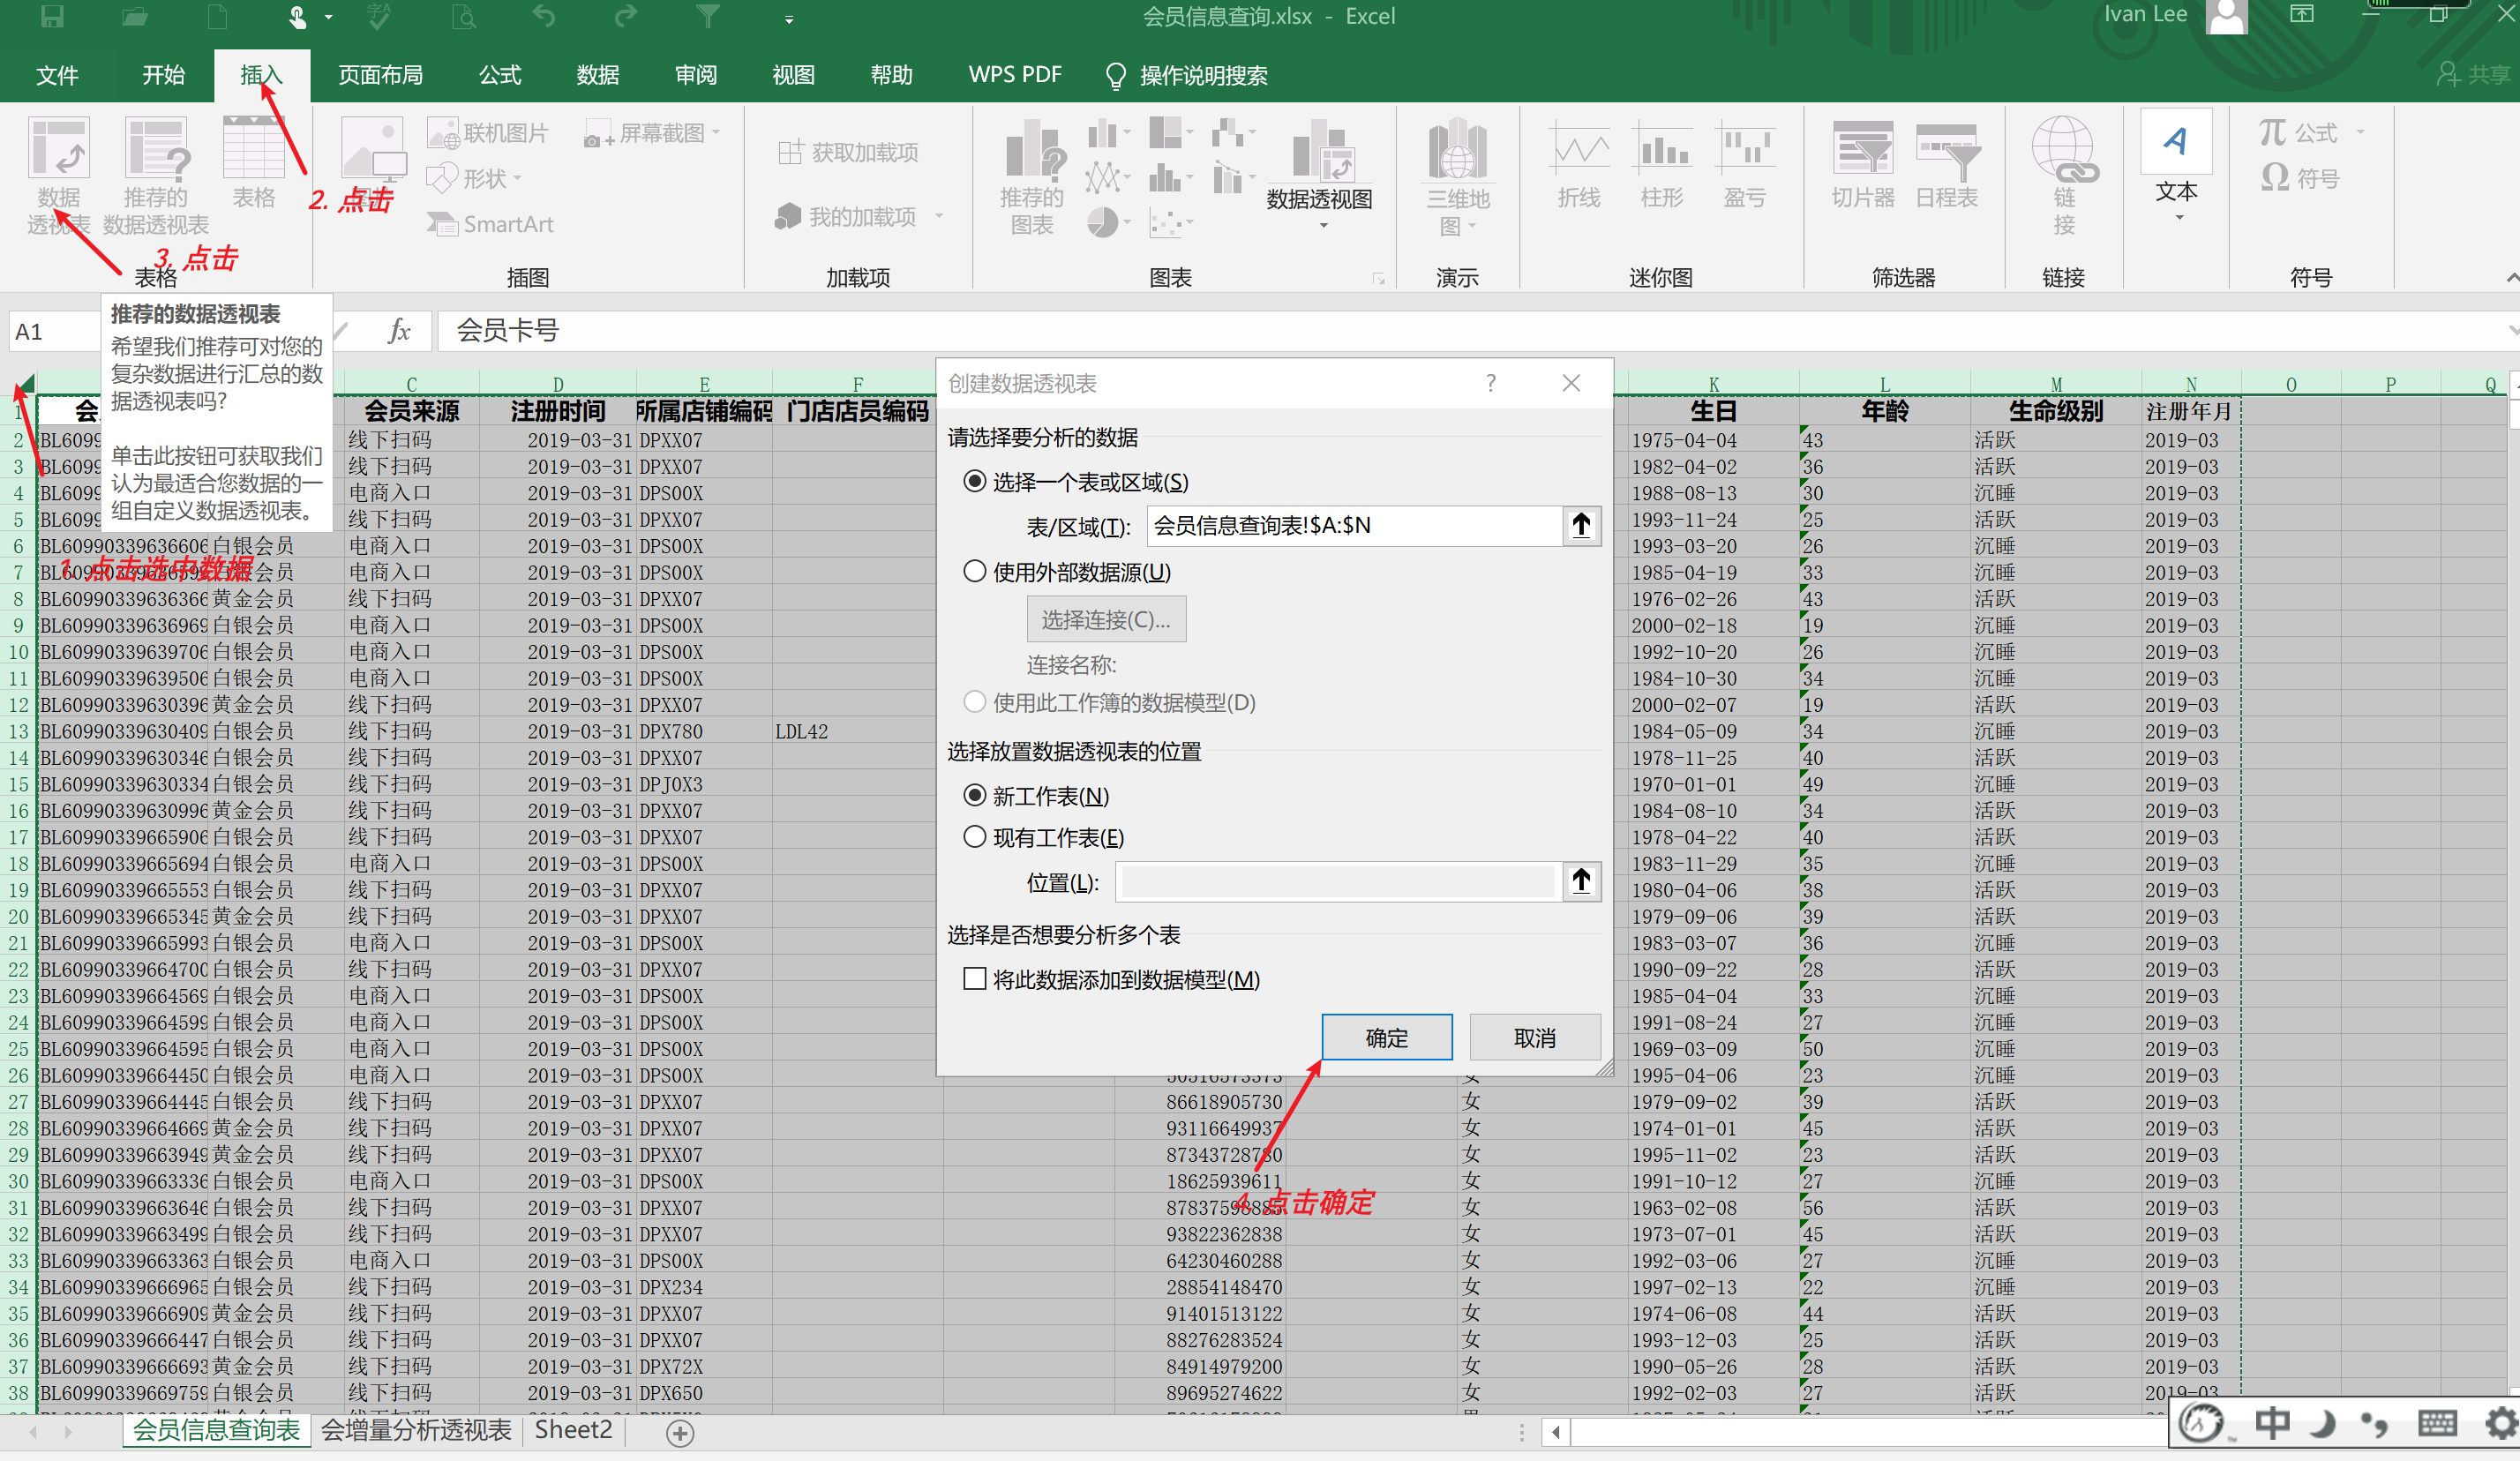 会员信息查询.xlsx - Excel
Ivan Lee
文件 开始 插入 页面布局 公式 数据 审阅 视图 帮助 WPS PDF 操作说明搜索 共享
数据透视表 推荐的数据透视表 表格
联机图片 屏幕截图
形状
SmartArt
获取加载项
我的加载项
推荐的图表 数据透视图 三维地图 折线 柱形 盈亏 切片器 日程表 链接 文本
π 公式
Ω 符号
表格 插图 加载项 图表 演示 迷你图 筛选器 链接 符号
2. 点击
3. 点击
推荐的数据透视表
希望我们推荐可对您的
复杂数据进行汇总的数
据透视表吗?
单击此按钮可获取我们
认为最适合您数据的一
组自定义数据透视表。
1. 点击选中数据
A1 fx 会员卡号
C D E F K L M N O P Q
1 会员来源 注册时间 所属店铺编码 门店店员编码 生日 年龄 生命级别 注册年月
2 BL6099 线下扫码 2019-03-31 DPXX07 1975-04-04 43 活跃 2019-03
3 BL6099 线下扫码 2019-03-31 DPXX07 1982-04-02 36 活跃 2019-03
4 BL6099 电商入口 2019-03-31 DPS00X 1988-08-13 30 沉睡 2019-03
5 BL6099 线下扫码 2019-03-31 DPXX07 1993-11-24 25 活跃 2019-03
6 BL60990339636606 白银会员 电商入口 2019-03-31 DPS00X 1993-03-20 26 沉睡 2019-03
7 电商入口 2019-03-31 DPS00X 1985-04-19 33 沉睡 2019-03
8 BL60990339636366 黄金会员 线下扫码 2019-03-31 DPXX07 1976-02-26 43 活跃 2019-03
9 BL60990339636969 白银会员 电商入口 2019-03-31 DPS00X 2000-02-18 19 沉睡 2019-03
10 BL60990339639706 白银会员 电商入口 2019-03-31 DPS00X 1992-10-20 26 沉睡 2019-03
11 BL60990339639506 白银会员 电商入口 2019-03-31 DPS00X 1984-10-30 34 沉睡 2019-03
12 BL60990339630396 黄金会员 线下扫码 2019-03-31 DPXX07 2000-02-07 19 活跃 2019-03
13 BL60990339630409 白银会员 线下扫码 2019-03-31 DPX780 LDL42 1984-05-09 34 沉睡 2019-03
14 BL60990339630346 白银会员 线下扫码 2019-03-31 DPXX07 1978-11-25 40 活跃 2019-03
15 BL60990339630334 白银会员 线下扫码 2019-03-31 DPJ0X3 1970-01-01 49 沉睡 2019-03
16 BL60990339630996 黄金会员 线下扫码 2019-03-31 DPXX07 1984-08-10 34 活跃 2019-03
17 BL60990339665906 白银会员 线下扫码 2019-03-31 DPXX07 1978-04-22 40 活跃 2019-03
18 BL60990339665694 白银会员 电商入口 2019-03-31 DPS00X 1983-11-29 35 沉睡 2019-03
19 BL60990339665553 白银会员 线下扫码 2019-03-31 DPXX07 1980-04-06 38 活跃 2019-03
20 BL60990339665345 黄金会员 线下扫码 2019-03-31 DPXX07 1979-09-06 39 活跃 2019-03
21 BL60990339665993 白银会员 电商入口 2019-03-31 DPS00X 1983-03-07 36 沉睡 2019-03
22 BL60990339664700 白银会员 线下扫码 2019-03-31 DPXX07 1990-09-22 28 活跃 2019-03
23 BL60990339664569 白银会员 电商入口 2019-03-31 DPS00X 1985-04-04 33 沉睡 2019-03
24 BL60990339664599 白银会员 电商入口 2019-03-31 DPS00X 1991-08-24 27 沉睡 2019-03
25 BL60990339664595 白银会员 电商入口 2019-03-31 DPS00X 1969-03-09 50 沉睡 2019-03
26 BL60990339664450 白银会员 电商入口 2019-03-31 DPS00X 1995-04-06 23 沉睡 2019-03
27 BL60990339664445 白银会员 线下扫码 2019-03-31 DPXX07 86618905730 女 1979-09-02 39 活跃 2019-03
28 BL60990339664669 黄金会员 线下扫码 2019-03-31 DPXX07 93116649937 女 1974-01-01 45 活跃 2019-03
29 BL60990339663949 黄金会员 线下扫码 2019-03-31 DPXX07 87343728780 女 1995-11-02 23 活跃 2019-03
30 BL60990339663336 白银会员 电商入口 2019-03-31 DPS00X 18625939611 女 1991-10-12 27 沉睡 2019-03
31 BL60990339663646 白银会员 线下扫码 2019-03-31 DPXX07 87837598885 女 1963-02-08 56 活跃 2019-03
32 BL60990339663499 白银会员 线下扫码 2019-03-31 DPXX07 93822362838 女 1973-07-01 45 活跃 2019-03
33 BL60990339663363 白银会员 电商入口 2019-03-31 DPS00X 64230460288 女 1992-03-06 27 沉睡 2019-03
34 BL60990339666965 白银会员 线下扫码 2019-03-31 DPX234 28854148470 女 1997-02-13 22 沉睡 2019-03
35 BL60990339666909 黄金会员 线下扫码 2019-03-31 DPXX07 91401513122 女 1974-06-08 44 活跃 2019-03
36 BL60990339666447 白银会员 线下扫码 2019-03-31 DPXX07 88276283524 女 1993-12-03 25 活跃 2019-03
37 BL60990339666693 黄金会员 线下扫码 2019-03-31 DPX72X 84914979200 女 1990-05-26 28 活跃 2019-03
38 BL60990339669759 白银会员 线下扫码 2019-03-31 DPX650 89695274622 女 1992-02-03 27 活跃 2019-03
创建数据透视表 ?
请选择要分析的数据
选择一个表或区域(S)
表/区域(T): 会员信息查询表!$A:$N
使用外部数据源(U)
选择连接(C)...
连接名称:
使用此工作簿的数据模型(D)
选择放置数据透视表的位置
新工作表(N)
现有工作表(E)
位置(L):
选择是否想要分析多个表
将此数据添加到数据模型(M)
确定 取消
4. 点击确定
会员信息查询表 会增量分析透视表 Sheet2
中